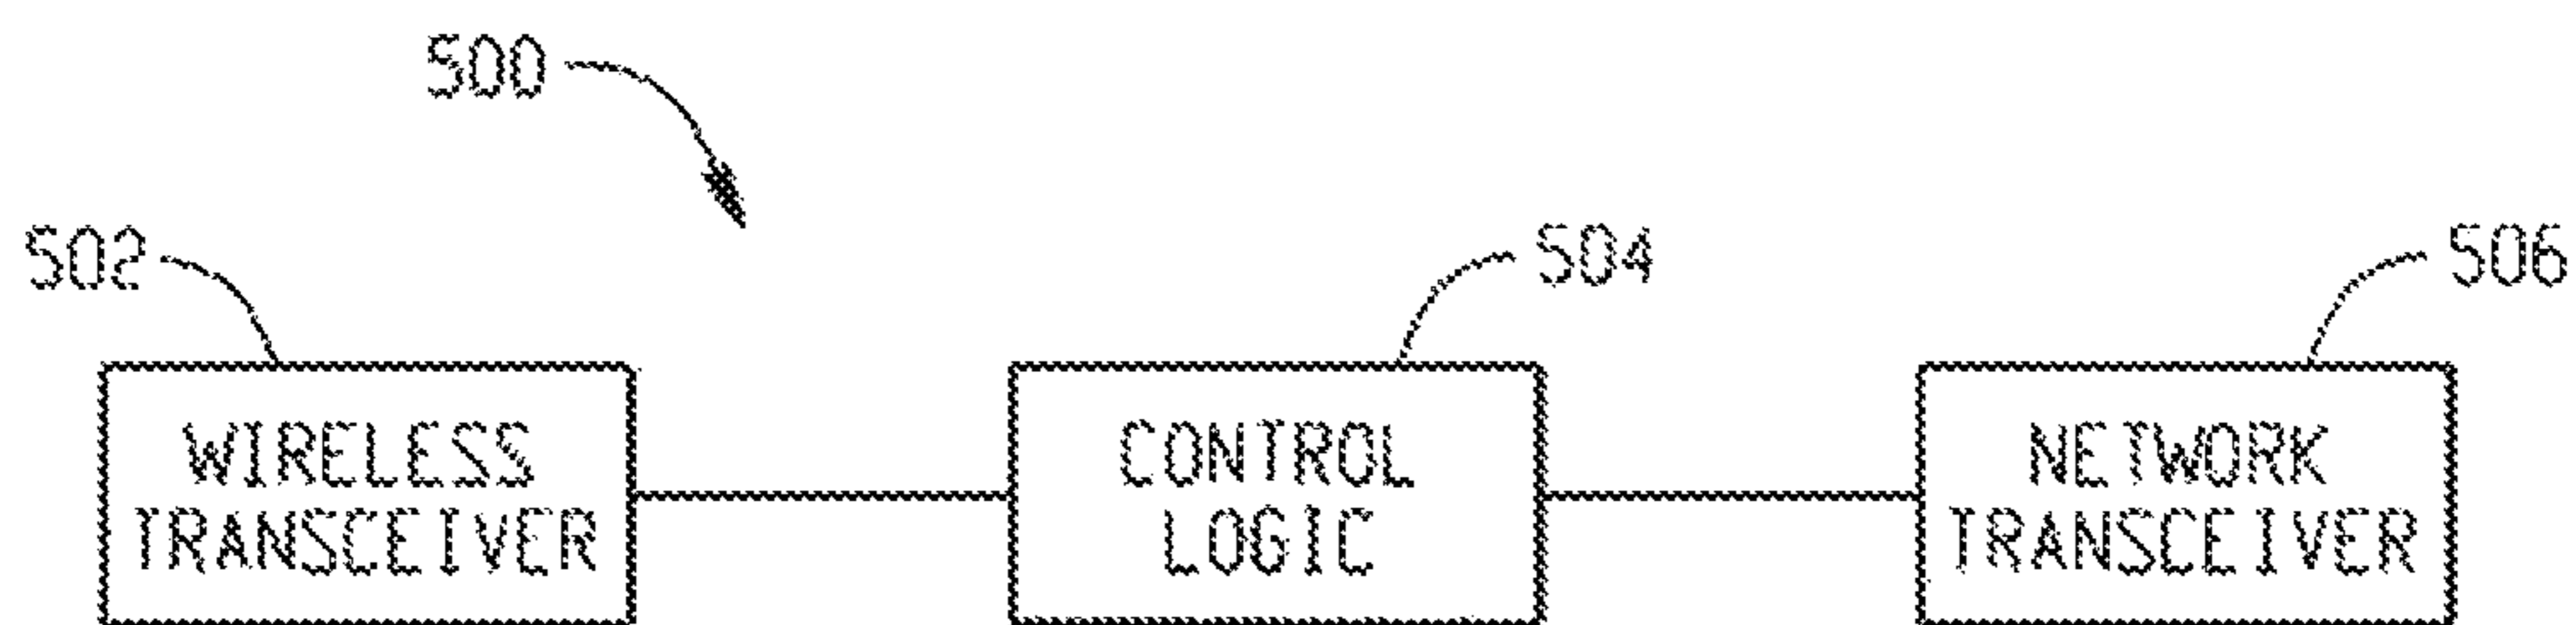 500
502
504
506
WIRELESS
TRANSCEIVER
CONTROL
LOGIC
NETWORK
TRANSCEIVER